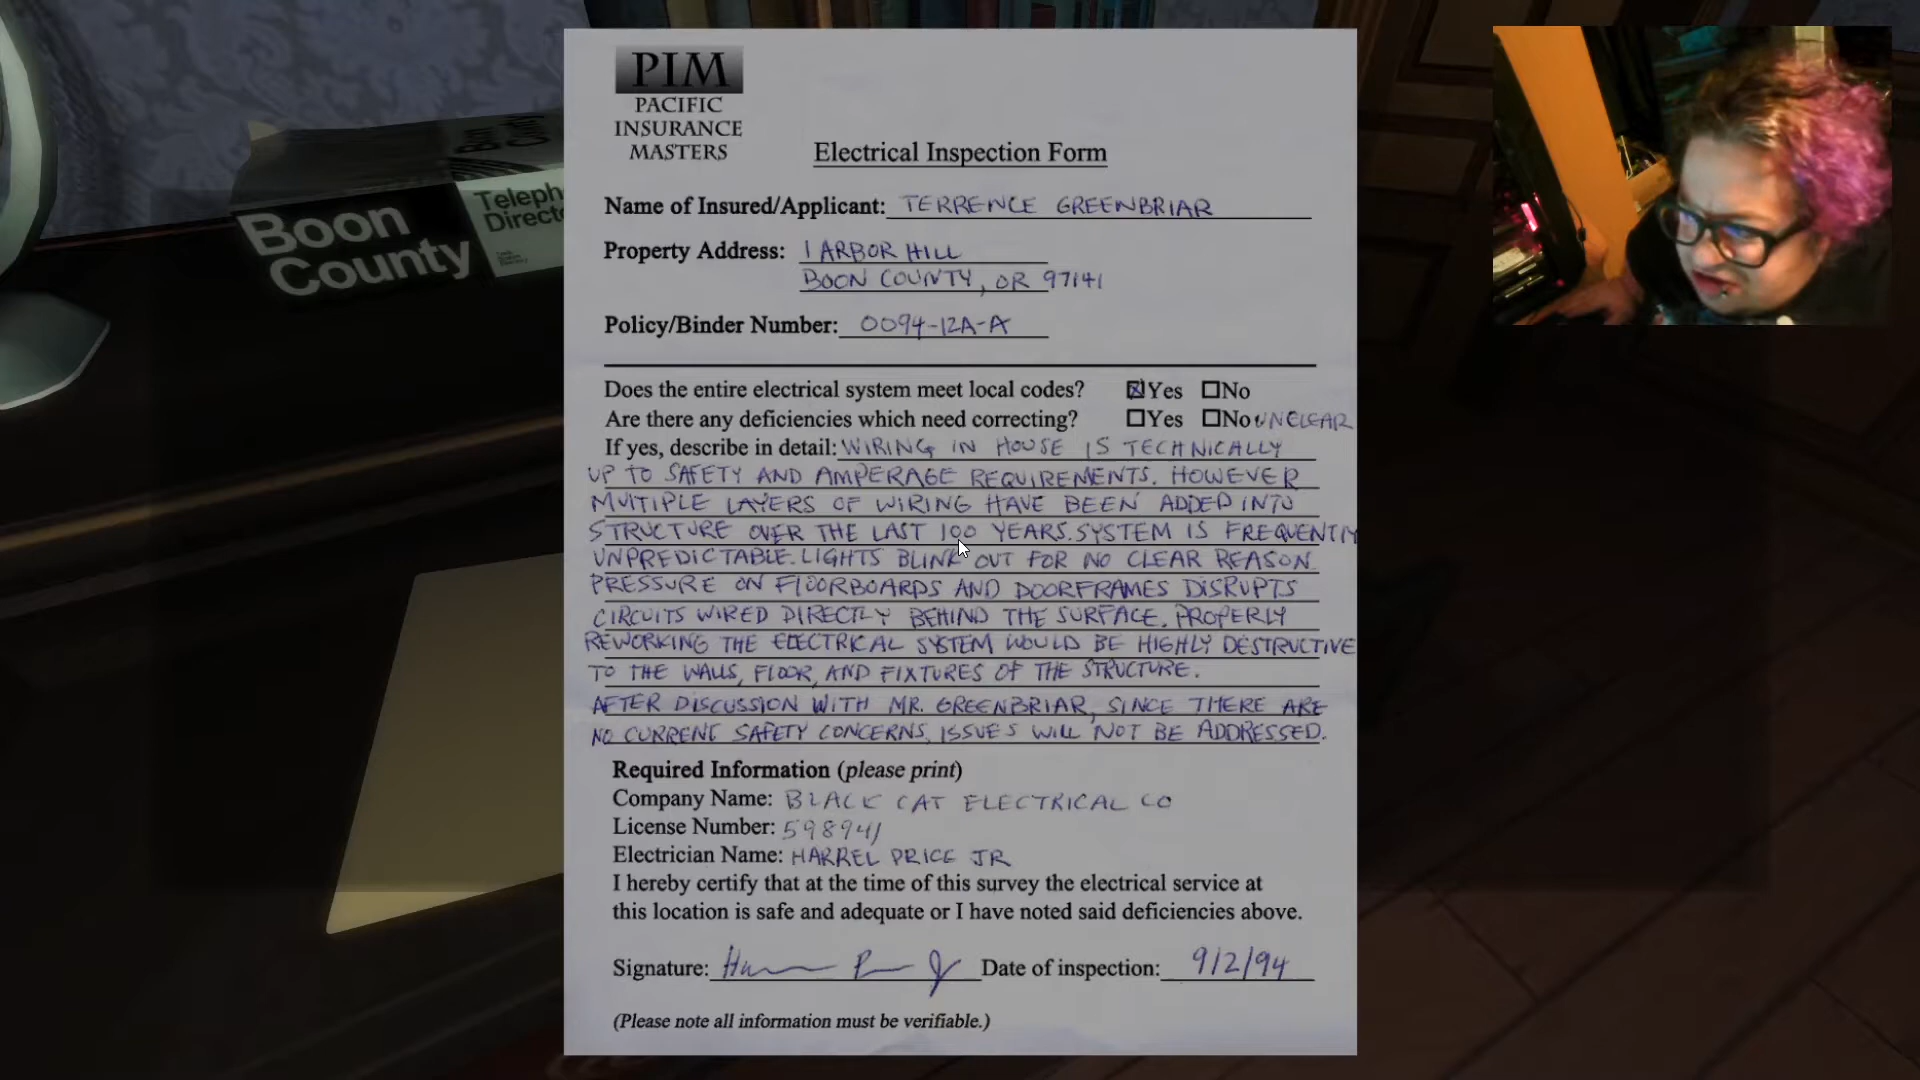 PIM
PACIFIC
INSURANCE
MASTERS
Electrical Inspection Form
Name of Insured/Applicant: TERRENCE GREENBRIAR
Property Address: 1 ARBOR HILL
BOON COUNTY, OR 97141
Policy/Binder Number: 0094-12A-A
Does the entire electrical system meet local codes? ☒Yes ☐No
Are there any deficiencies which need correcting? ☐Yes ☐No UNCLEAR
If yes, describe in detail: WIRING IN HOUSE IS TECHNICALLY
UP TO SAFETY AND AMPERAGE REQUIREMENTS. HOWEVER
MULTIPLE LAYERS OF WIRING HAVE BEEN ADDED INTO
STRUCTURE OVER THE LAST 100 YEARS. SYSTEM IS FREQUENTLY
UNPREDICTABLE. LIGHTS BLINK OUT FOR NO CLEAR REASON.
PRESSURE ON FLOORBOARDS AND DOORFRAMES DISRUPTS
CIRCUITS WIRED DIRECTLY BEHIND THE SURFACE. PROPERLY
REWORKING THE ELECTRICAL SYSTEM WOULD BE HIGHLY DESTRUCTIVE
TO THE WALLS, FLOOR, AND FIXTURES OF THE STRUCTURE.
AFTER DISCUSSION WITH MR. GREENBRIAR, SINCE THERE ARE
NO CURRENT SAFETY CONCERNS, ISSUES WILL NOT BE ADDRESSED.
Required Information (please print)
Company Name: BLACK CAT ELECTRICAL CO
License Number: 598941
Electrician Name: HARREL PRICE JR
I hereby certify that at the time of this survey the electrical service at
this location is safe and adequate or I have noted said deficiencies above.
Signature: Date of inspection: 9/2/94
(Please note all information must be verifiable.)
Boon
County
Teleph
Directo